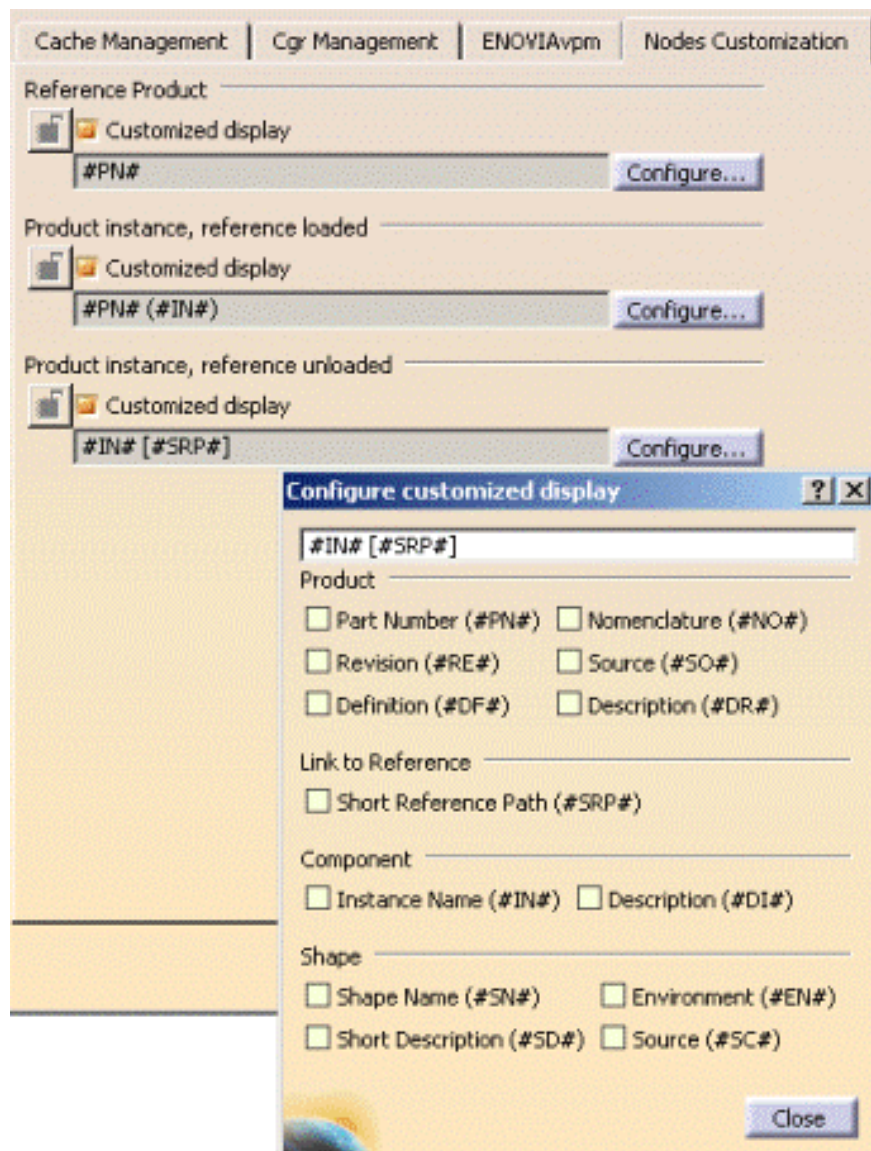 Cache Management Cgr Management ENOVIAvpm Nodes Customization
Reference Product
Customized display
#PN# Configure...
Product instance, reference loaded
Customized display
#PN# (#IN#) Configure...
Product instance, reference unloaded
Customized display
#IN# [#SRP#] Configure...
Configure customized display ? X
#IN# [#SRP#]
Product
Part Number (#PN#) Nomenclature (#NO#)
Revision (#RE#) Source (#SO#)
Definition (#DF#) Description (#DR#)
Link to Reference
Short Reference Path (#SRP#)
Component
Instance Name (#IN#) Description (#DI#)
Shape
Shape Name (#SN#) Environment (#EN#)
Short Description (#SD#) Source (#SC#)
Close